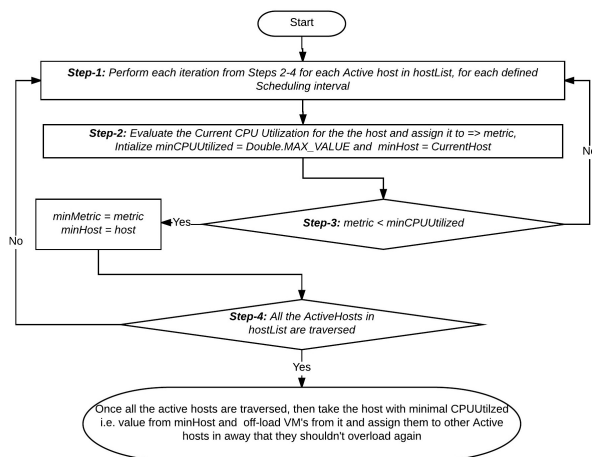 Start
Step-1: Perform each iteration from Steps 2-4 for each Active host in hostList, for each defined
Scheduling interval
Step-2: Evaluate the Current CPU Utilization for the the host and assign it to => metric,
Intialize minCPUUtilized = Double.MAX_VALUE and minHost = CurrentHost
No
minMetric = metric
minHost = host
Yes
Step-3: metric < minCPUUtilized
No
Step-4: All the ActiveHosts in
hostList are traversed
Yes
Once all the active hosts are traversed, then take the host with minimal CPUUtilzed
i.e. value from minHost and off-load VM's from it and assign them to other Active
hosts in away that they shouldn't overload again